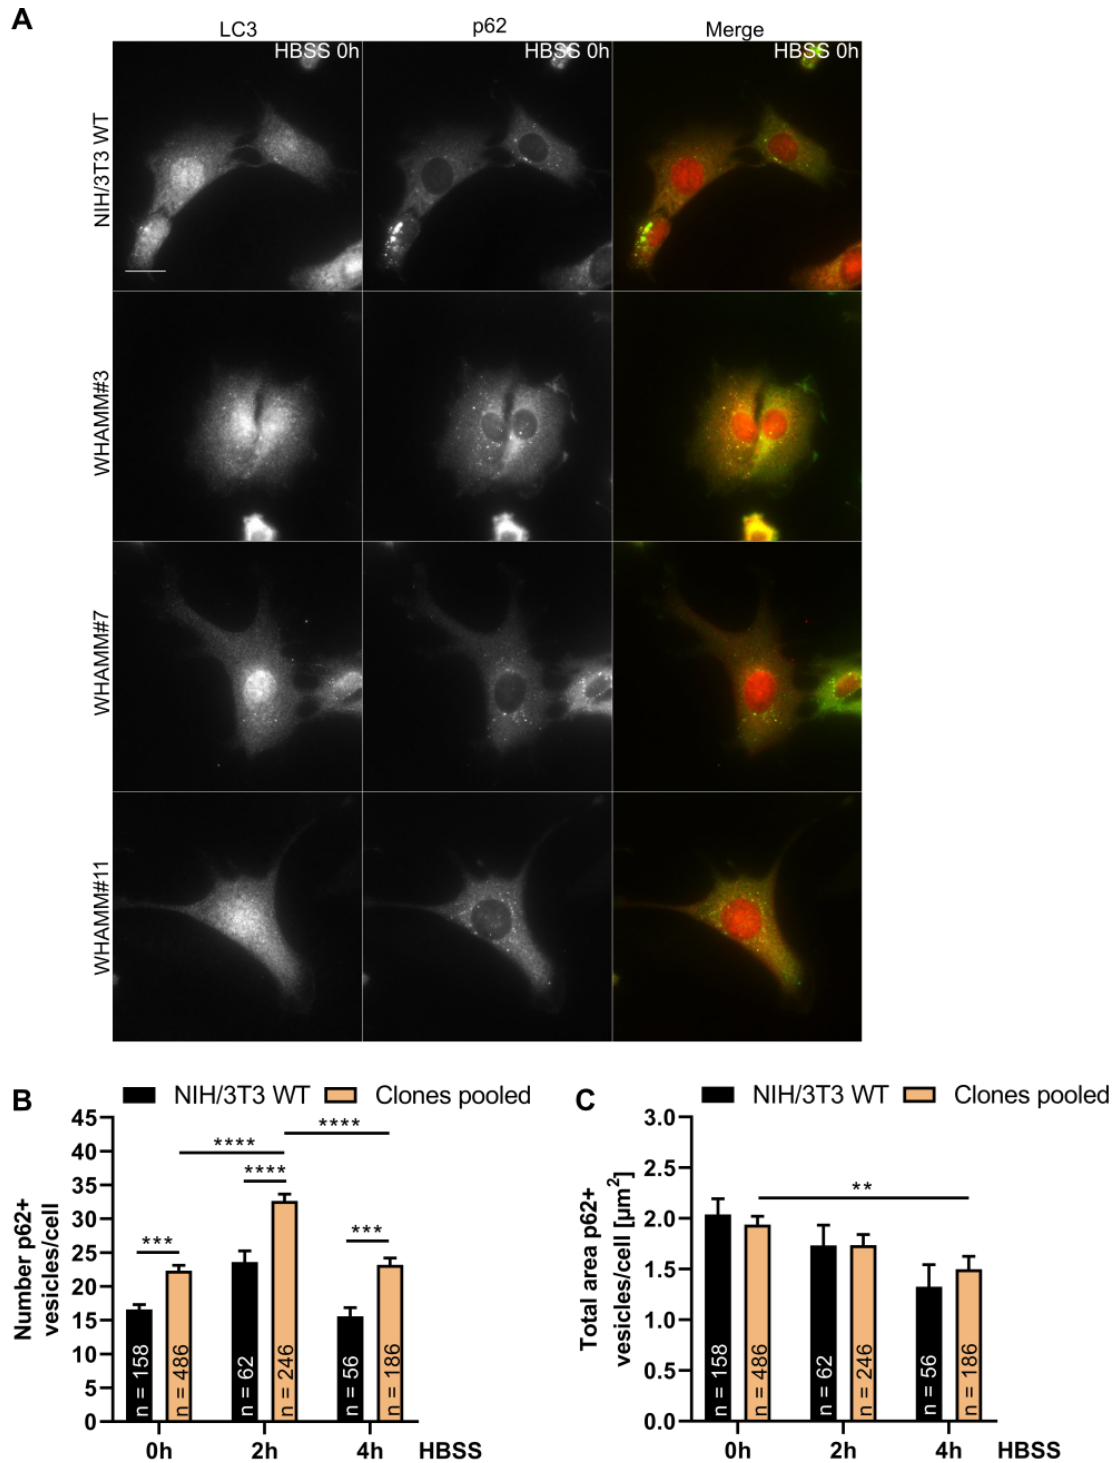 A
LC3 p62 Merge
HBSS 0h HBSS 0h
NIH/3T3 WT
WHAMM#3
WHAMM#7
WHAMM#11
B
NIH/3T3 WT Clones pooled
Number p62+
vesicles/cell
45
40
35
30
25
20
15
10
5
0
***
****
****
****
***
n = 158
n = 486
n = 62
n = 246
n = 56
n = 186
0h 2h 4h HBSS
C
NIH/3T3 WT Clones pooled
Total area p62+
vesicles/cell [µm²]
3.0
2.5
2.0
1.5
1.0
0.5
0.0
**
n = 158
n = 486
n = 62
n = 246
n = 56
n = 186
0h 2h 4h HBSS